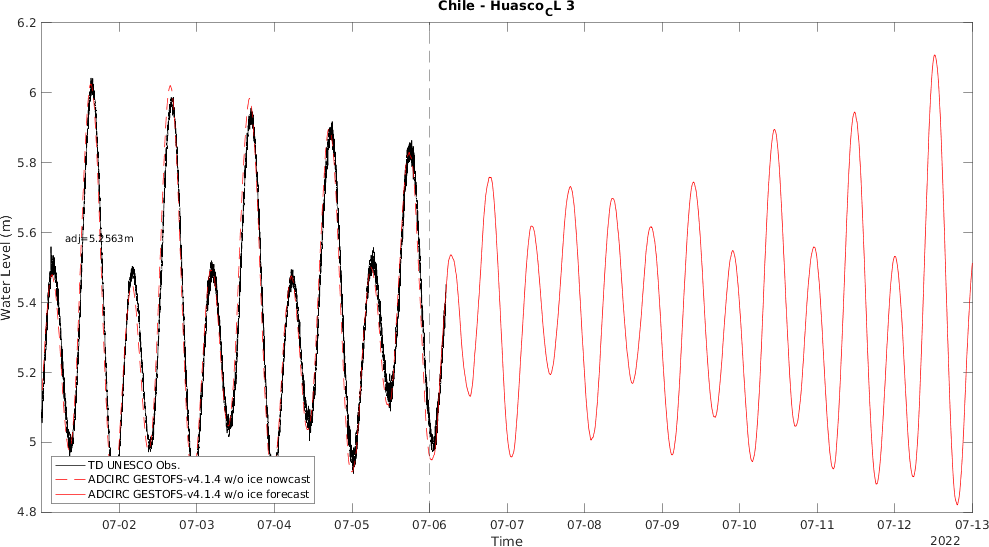 Chile - Huasco_CL 3
6.2
6
5.8
5.6
5.4
5.2
5
4.8
Water Level (m)
adj=5.2563m
TD UNESCO Obs.
ADCIRC GESTOFS-v4.1.4 w/o ice nowcast
ADCIRC GESTOFS-v4.1.4 w/o ice forecast
07-02 07-03 07-04 07-05 07-06 07-07 07-08 07-09 07-10 07-11 07-12 07-13
Time
2022